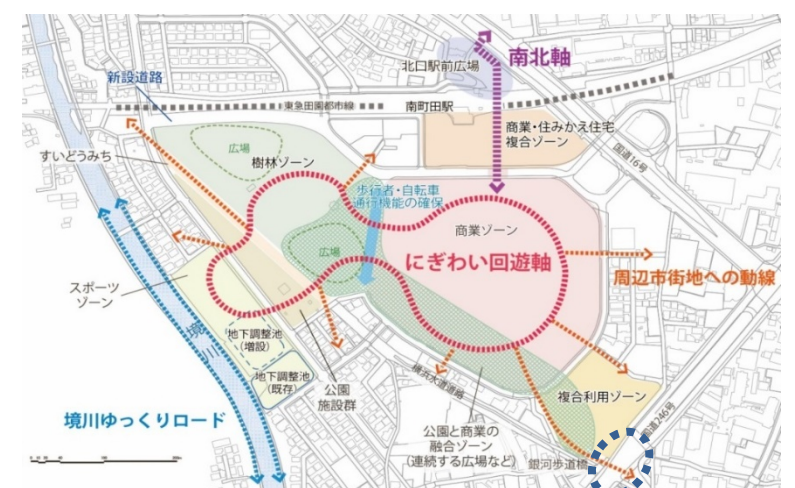 南北軸
北口駅前広場
新設道路
東急田園都市線
南町田駅
商業・住みかえ住宅
複合ゾーン
国道16号
すいどうみち
広場
樹林ゾーン
歩行者・自転車
通行機能の確保
商業ゾーン
広場
にぎわい回遊軸
周辺市街地への動線
スポーツ
ゾーン
地下調整池
(増設)
境川
地下調整池
(既存)
公園
施設群
横浜水道道路
複合利用ゾーン
国道246号
境川ゆっくりロード
公園と商業の
融合ゾーン
(連続する広場など)
銀河歩道橋